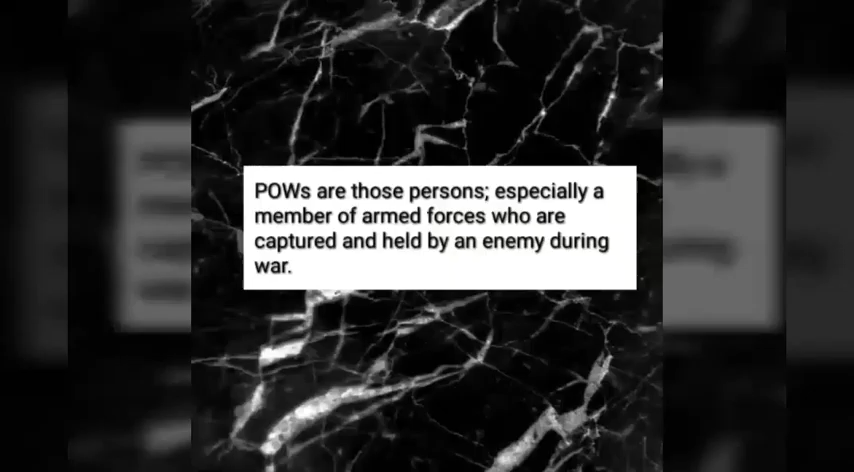 POWs are those persons; especially a
member of armed forces who are
captured and held by an enemy during
war.